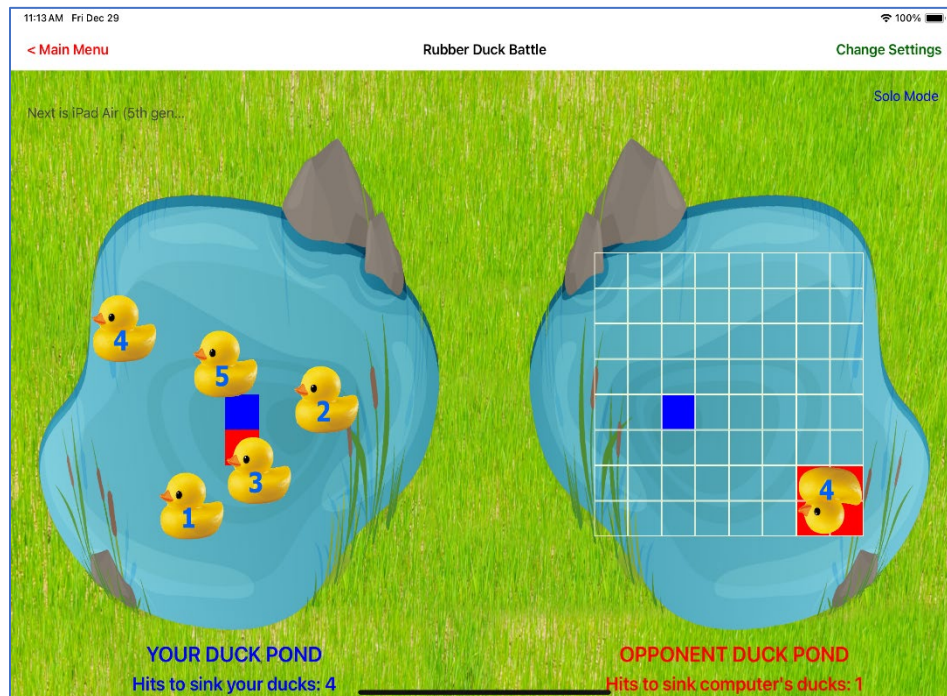 11:13 AM Fri Dec 29
100%
< Main Menu
Rubber Duck Battle
Change Settings
Solo Mode
Next is iPad Air (5th gen...
4
5
2
3
1
4
YOUR DUCK POND
OPPONENT DUCK POND
Hits to sink your ducks: 4
Hits to sink computer's ducks: 1